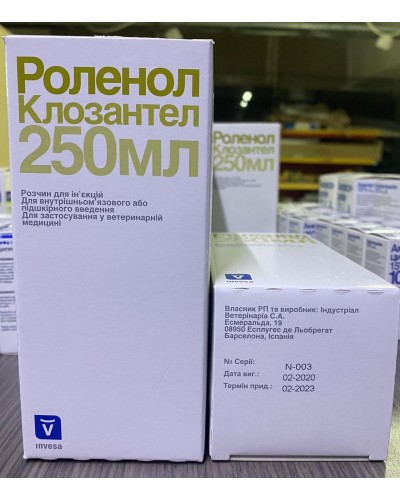 Роленол
Клозантел
250мл
Розчин для ін'єкцій
Для внутрішньом'язового або
підшкірного введення
Для застосування у ветеринарній
медицині
invesa
Роленол
Клозантел
250мл
Власник РП та виробник: Індустріал
Ветерінаріа С.А.
Есмеральда, 19
08950 Есплугес де Льобрегат
Барселона, Іспанія
№ Серії: N-003
Дата виг.: 02-2020
Термін прид.: 02-2023